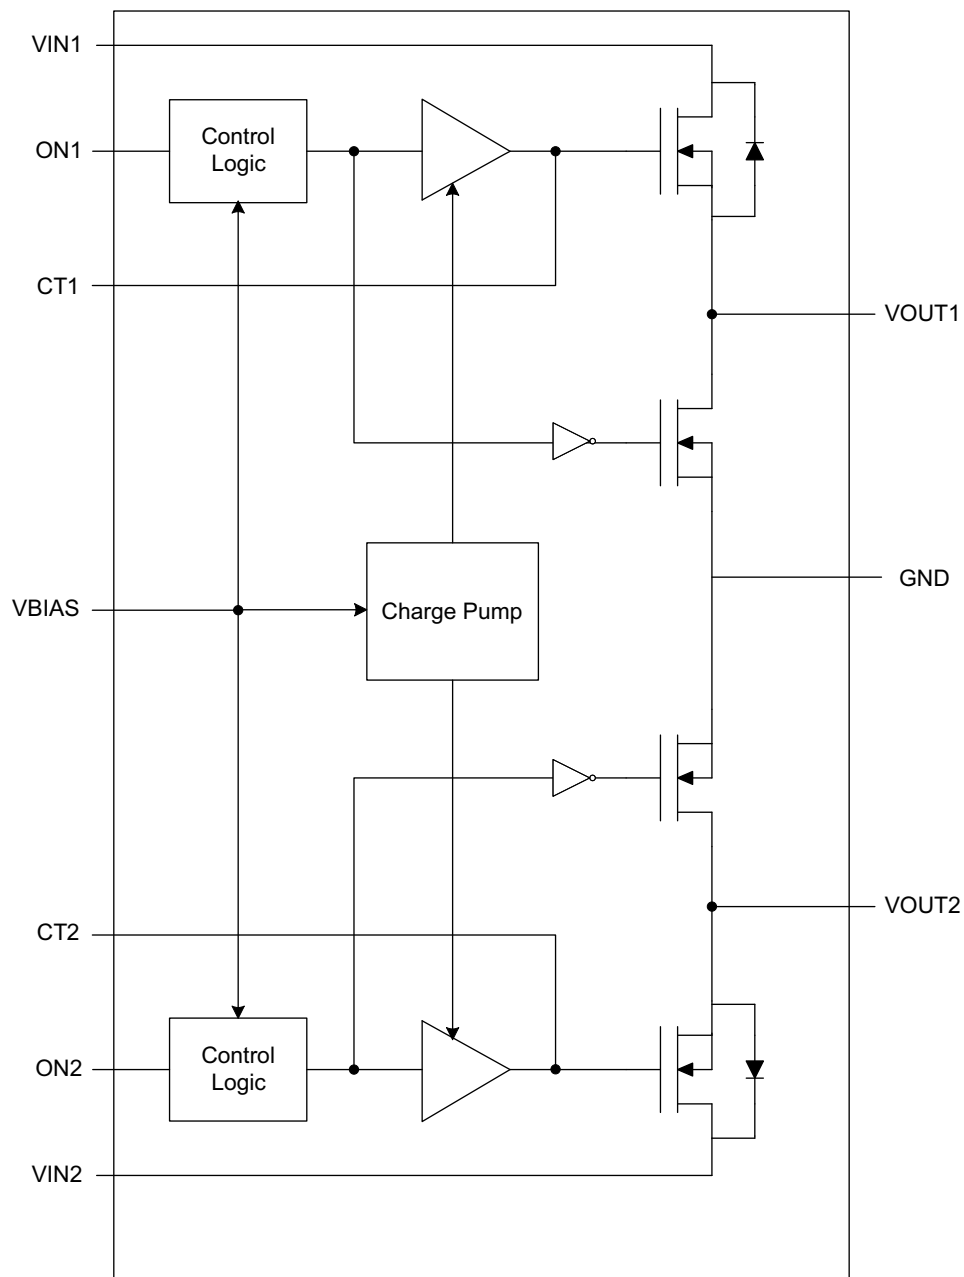 VIN1
Control
Logic
ON1
CT1
VOUT1
GND
VBIAS
Charge Pump
VOUT2
CT2
Control
Logic
ON2
VIN2